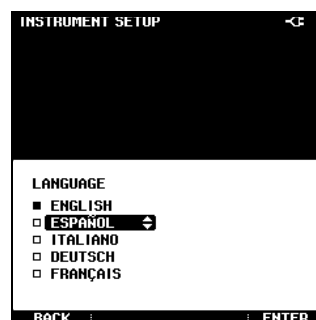 INSTRUMENT SETUP
LANGUAGE
ENGLISH
ESPAÑOL
ITALIANO
DEUTSCH
FRANÇAIS
BACK ENTER